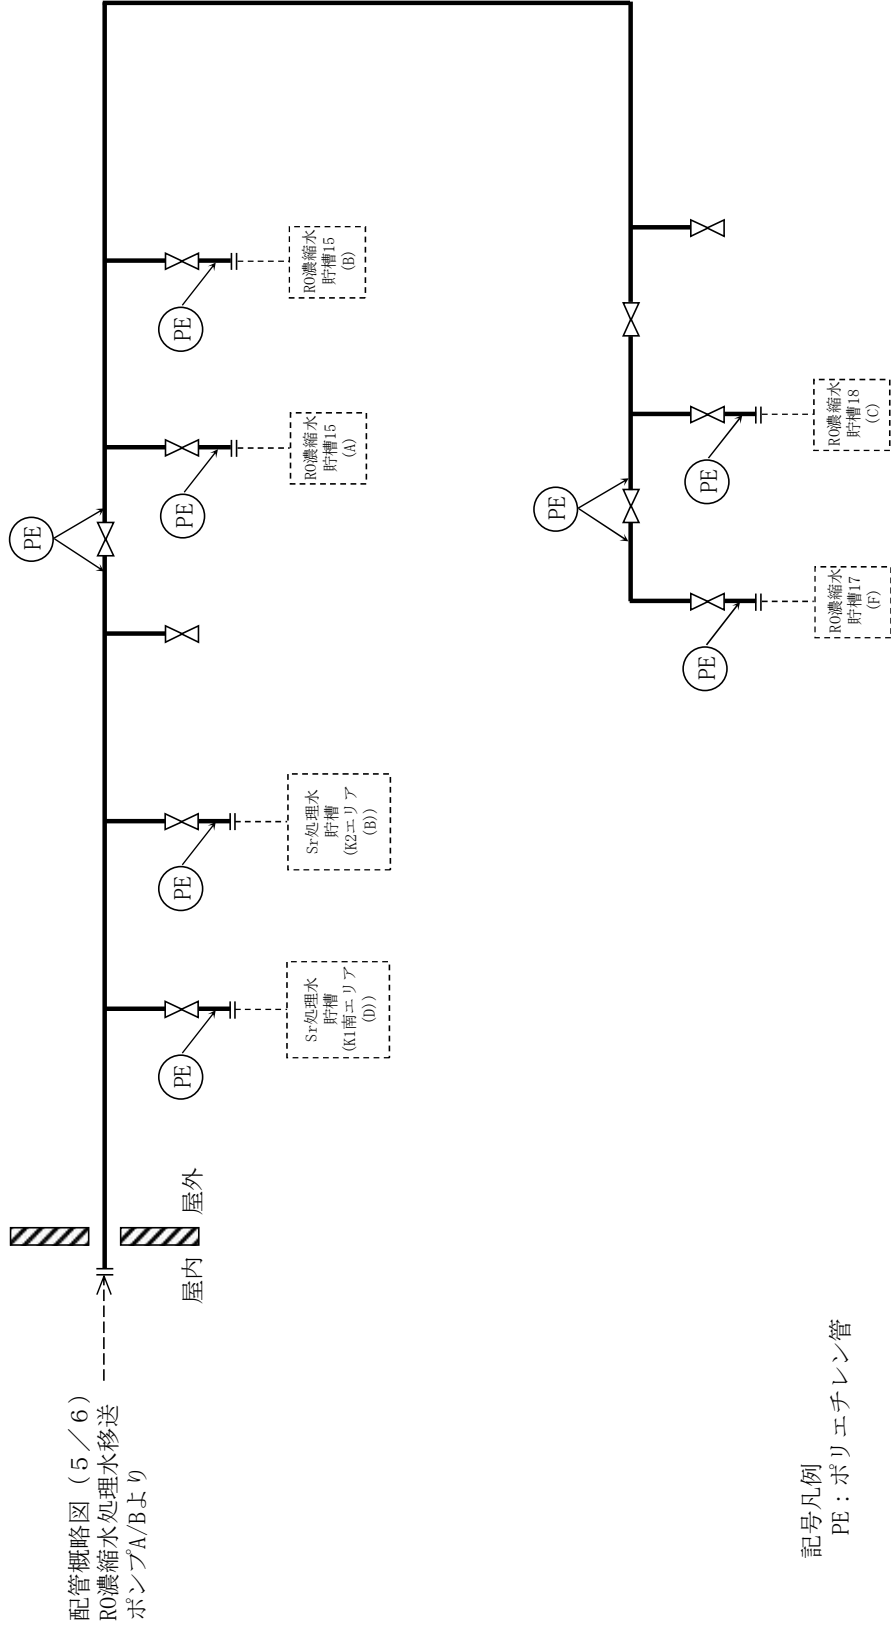 配管概略図（５／６）
RO濃縮水処理水移送
ポンプA/Bより
屋内
屋外
PE
Sr処理水
貯槽
(K1南エリア
(D))
PE
Sr処理水
貯槽
(K2エリア
(B))
PE
PE
RO濃縮水
貯槽15
(A)
PE
RO濃縮水
貯槽15
(B)
PE
RO濃縮水
貯槽17
(F)
PE
PE
RO濃縮水
貯槽18
(C)
記号凡例
PE：ポリエチレン管